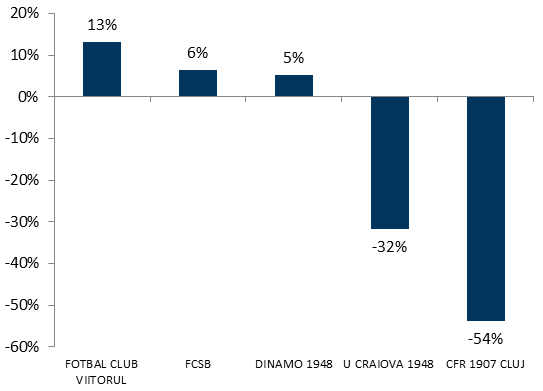 20%
10%
0%
-10%
-20%
-30%
-40%
-50%
-60%
13%
6%
5%
-32%
-54%
FOTBAL CLUB
VIITORUL
FCSB
DINAMO 1948
U CRAIOVA 1948
CFR 1907 CLUJ